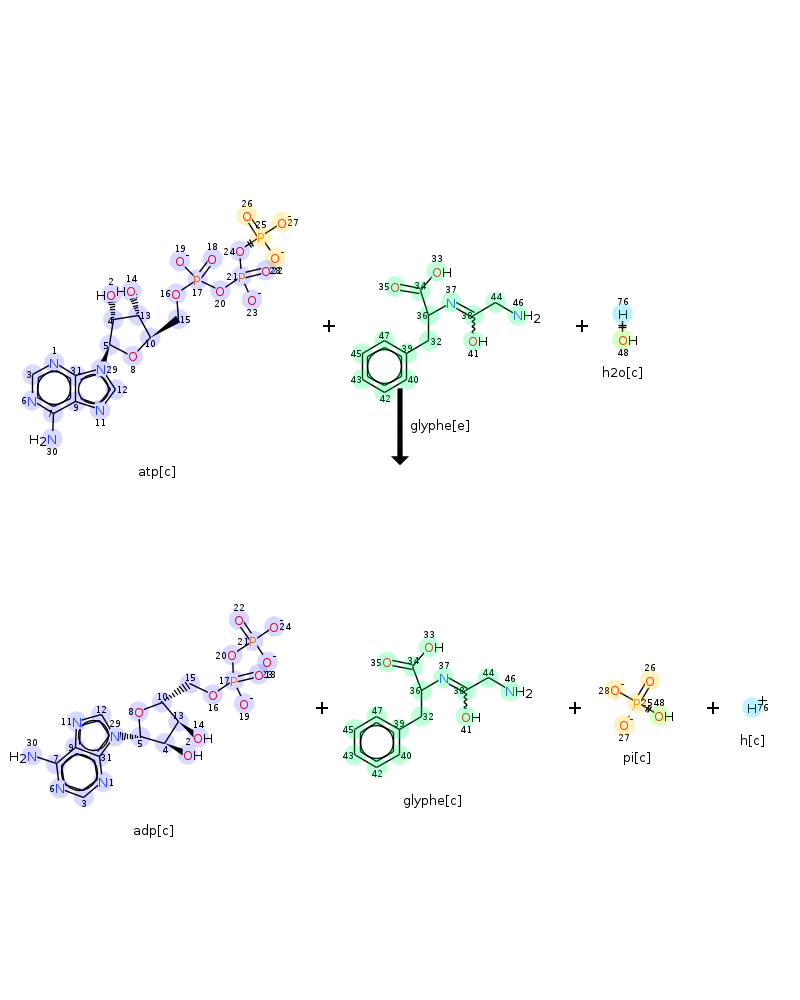 26
25
O
O
-
27
P
24
O
O
-
28
22
19
18
O
-
O
21
P
O
P
17
O
20
O
-
23
2
14
HO
HO
16
O
4
13
15
5
10
O
8
1
N
31
N
29
3
12
6
N
7
9
N
11
H2N
30
atp[c]
+
33
OH
35
O
34
37
N
44
46
NH2
36
38
47
39
32
OH
41
45
43
40
42
+
76
H
OH
48
h2o[c]
glyphe[e]
22
O
21
P
O
-
24
20
O
O
-
17
P
O
18
23
15
O
16
O
-
19
8
O
10
13
14
OH
4
2
OH
5
12
11
N
29
N
30
H2N
7
9
31
6
N
N
1
3
adp[c]
+
33
OH
35
O
34
37
N
44
46
NH2
36
38
47
39
32
OH
41
45
43
40
42
glyphe[c]
+
26
O
28
O
-
P
25
48
OH
O
-
27
pi[c]
+
H
+
76
h[c]